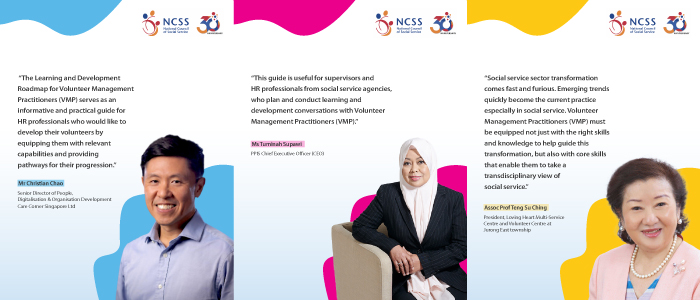 NCSS
National Council
of Social Service
30
"The Learning and Development
Roadmap for Volunteer Management
Practitioners (VMP) serves as an
informative and practical guide for
HR professionals who would like to
develop their volunteers by
equipping them with relevant
capabilities and providing
pathways for their progression."
Mr Christian Chao
Senior Director of People,
Digitalisation & Organisation Development
Care Corner Singapore Ltd
NCSS
National Council
of Social Service
30
"This guide is useful for supervisors and
HR professionals from social service agencies,
who plan and conduct learning and
development conversations with Volunteer
Management Practitioners (VMP)."
Ms Tuminah Supawi
PPIS Chief Executive Officer (CEO)
NCSS
National Council
of Social Service
30
"Social service sector transformation
comes fast and furious. Emerging trends
quickly become the current practice
especially in social service. Volunteer
Management Practitioners (VMP) must
be equipped not just with the right skills
and knowledge to help guide this
transformation, but also with core skills
that enable them to take a
transdisciplinary view of
social service."
Assoc Prof Teng Su Ching
President, Loving Heart Multi-Service
Centre and Volunteer Centre at
Jurong East township